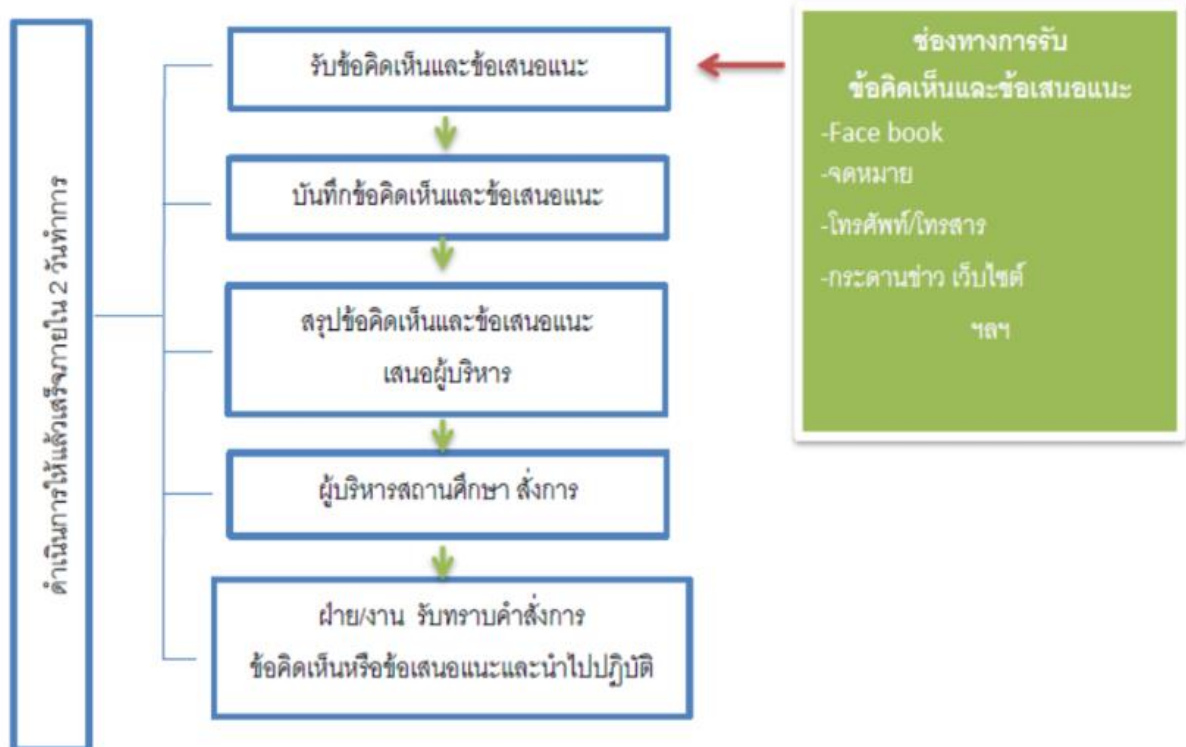 ดำเนินการให้แล้วเสร็จภายใน 2 วันทำการ
รับข้อคิดเห็นและข้อเสนอแนะ
บันทึกข้อคิดเห็นและข้อเสนอแนะ
สรุปข้อคิดเห็นและข้อเสนอแนะ
เสนอผู้บริหาร
ผู้บริหารสถานศึกษา สั่งการ
ฝ่าย/งาน รับทราบคำสั่งการ
ข้อคิดเห็นหรือข้อเสนอแนะและนำไปปฏิบัติ
ช่องทางการรับ
ข้อคิดเห็นและข้อเสนอแนะ
-Face book
-จดหมาย
-โทรศัพท์/โทรสาร
-กระดานข่าว เว็บไซต์
ฯลฯ